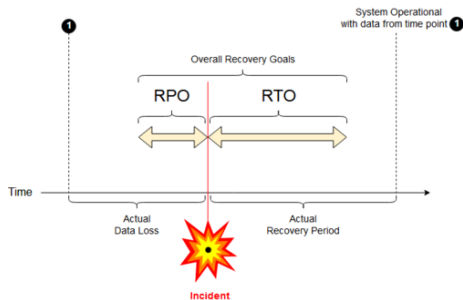 System Operational
with data from time point 1
1
Overall Recovery Goals
RPO
RTO
Time
Actual
Data Loss
Actual
Recovery Period
Incident